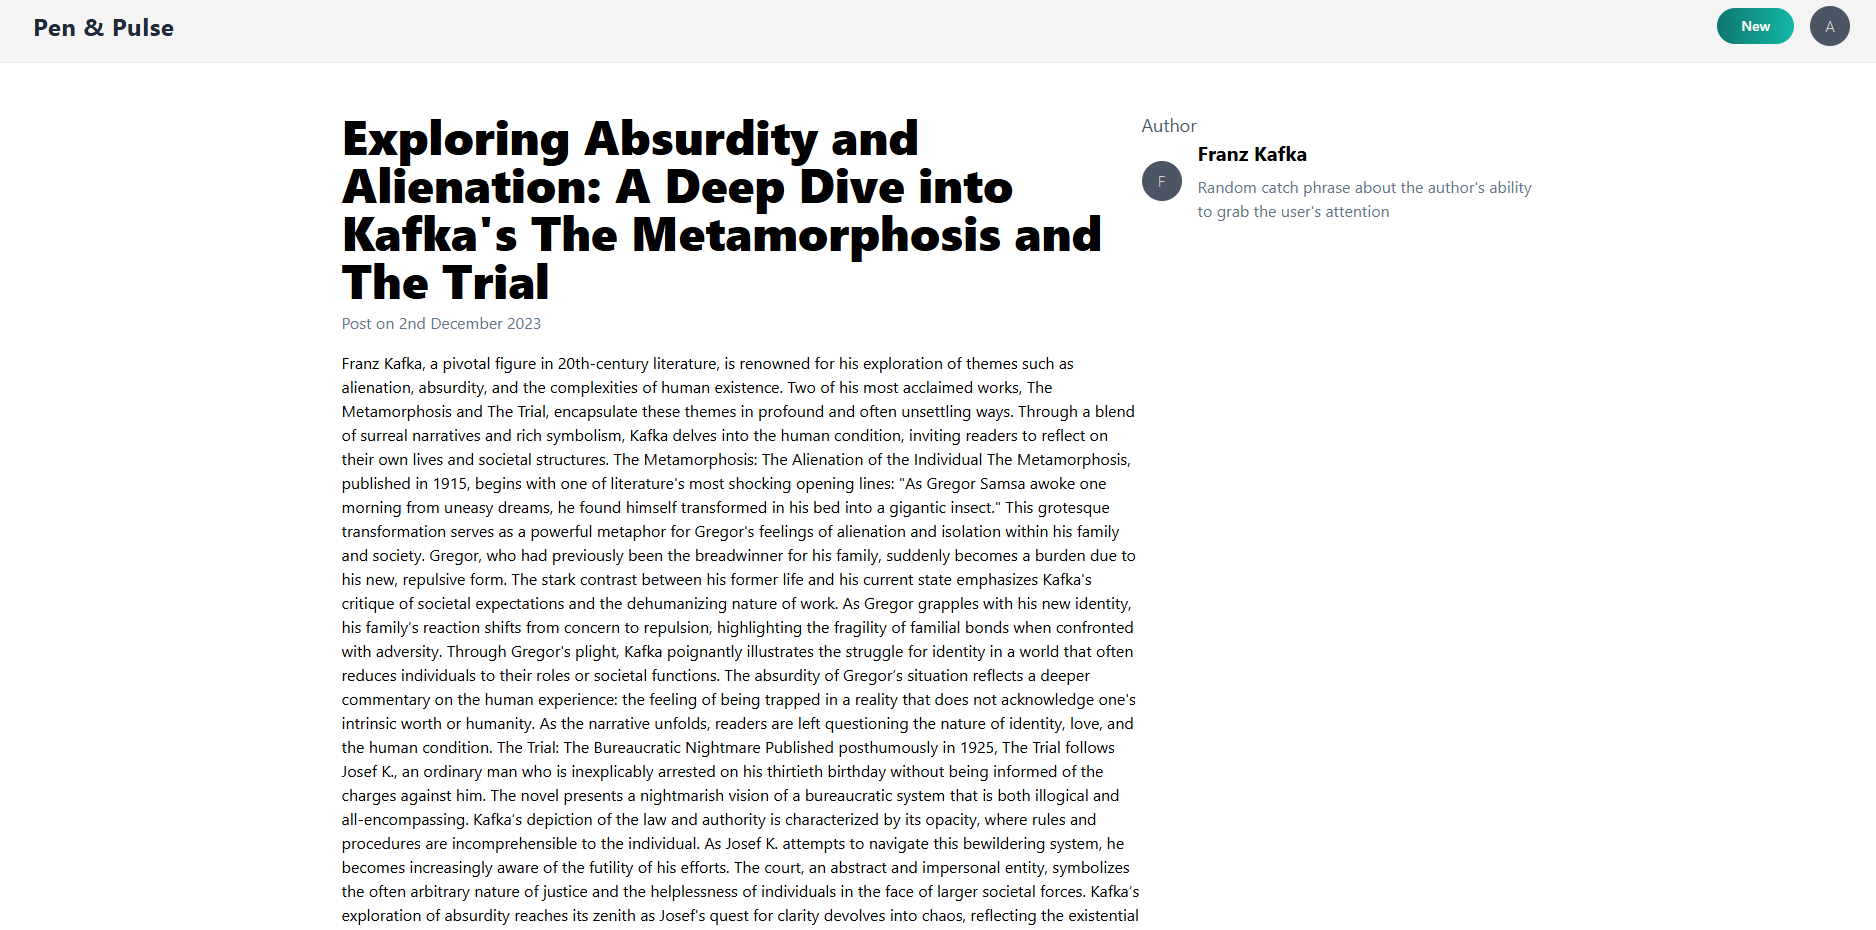 Pen & Pulse
New
A
Exploring Absurdity and
Alienation: A Deep Dive into
Kafka's The Metamorphosis and
The Trial
Post on 2nd December 2023
Franz Kafka, a pivotal figure in 20th-century literature, is renowned for his exploration of themes such as
alienation, absurdity, and the complexities of human existence. Two of his most acclaimed works, The
Metamorphosis and The Trial, encapsulate these themes in profound and often unsettling ways. Through a blend
of surreal narratives and rich symbolism, Kafka delves into the human condition, inviting readers to reflect on
their own lives and societal structures. The Metamorphosis: The Alienation of the Individual The Metamorphosis,
published in 1915, begins with one of literature's most shocking opening lines: "As Gregor Samsa awoke one
morning from uneasy dreams, he found himself transformed in his bed into a gigantic insect." This grotesque
transformation serves as a powerful metaphor for Gregor's feelings of alienation and isolation within his family
and society. Gregor, who had previously been the breadwinner for his family, suddenly becomes a burden due to
his new, repulsive form. The stark contrast between his former life and his current state emphasizes Kafka's
critique of societal expectations and the dehumanizing nature of work. As Gregor grapples with his new identity,
his family’s reaction shifts from concern to repulsion, highlighting the fragility of familial bonds when confronted
with adversity. Through Gregor's plight, Kafka poignantly illustrates the struggle for identity in a world that often
reduces individuals to their roles or societal functions. The absurdity of Gregor’s situation reflects a deeper
commentary on the human experience: the feeling of being trapped in a reality that does not acknowledge one's
intrinsic worth or humanity. As the narrative unfolds, readers are left questioning the nature of identity, love, and
the human condition. The Trial: The Bureaucratic Nightmare Published posthumously in 1925, The Trial follows
Josef K., an ordinary man who is inexplicably arrested on his thirtieth birthday without being informed of the
charges against him. The novel presents a nightmarish vision of a bureaucratic system that is both illogical and
all-encompassing. Kafka’s depiction of the law and authority is characterized by its opacity, where rules and
procedures are incomprehensible to the individual. As Josef K. attempts to navigate this bewildering system, he
becomes increasingly aware of the futility of his efforts. The court, an abstract and impersonal entity, symbolizes
the often arbitrary nature of justice and the helplessness of individuals in the face of larger societal forces. Kafka’s
exploration of absurdity reaches its zenith as Josef's quest for clarity devolves into chaos, reflecting the existential
Author
F
Franz Kafka
Random catch phrase about the author's ability
to grab the user's attention